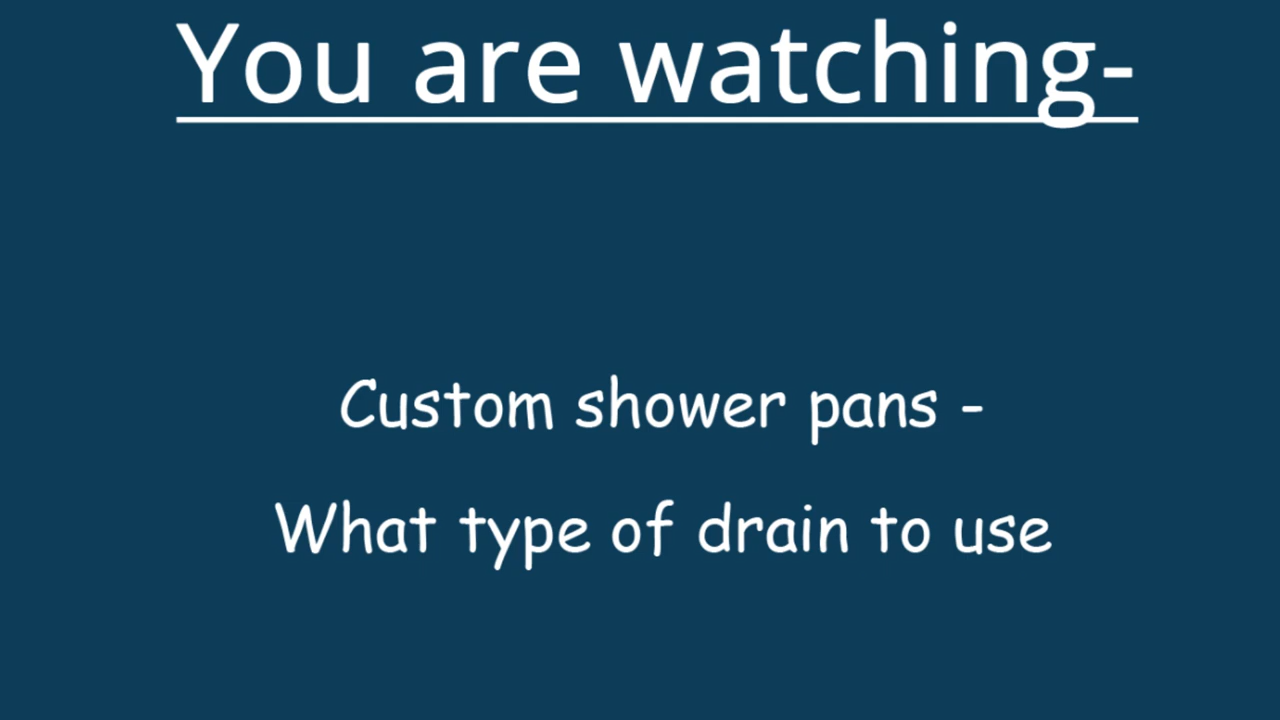 You are watching-
Custom shower pans -
What type of drain to use